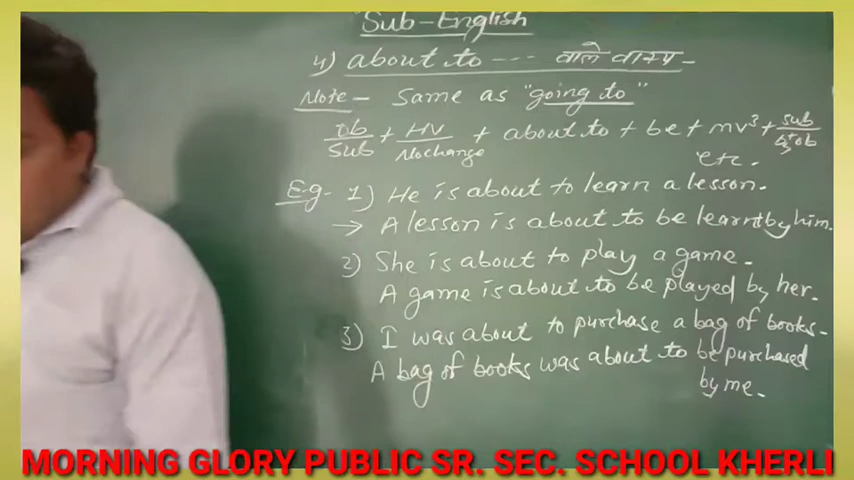 Sub-English
4) about to --- वाले वाक्य -
Note - Same as "going to"
ob/Sub + HV/Nochange + about to + be + mv³ + sub/by+ob
etc.
E.g- 1) He is about to learn a lesson.
→ A lesson is about to be learnt by him.
2) She is about to play a game.
A game is about to be played by her.
3) I was about to purchase a bag of books.
A bag of books was about to be purchased
by me.
MORNING GLORY PUBLIC SR. SEC. SCHOOL KHERLI